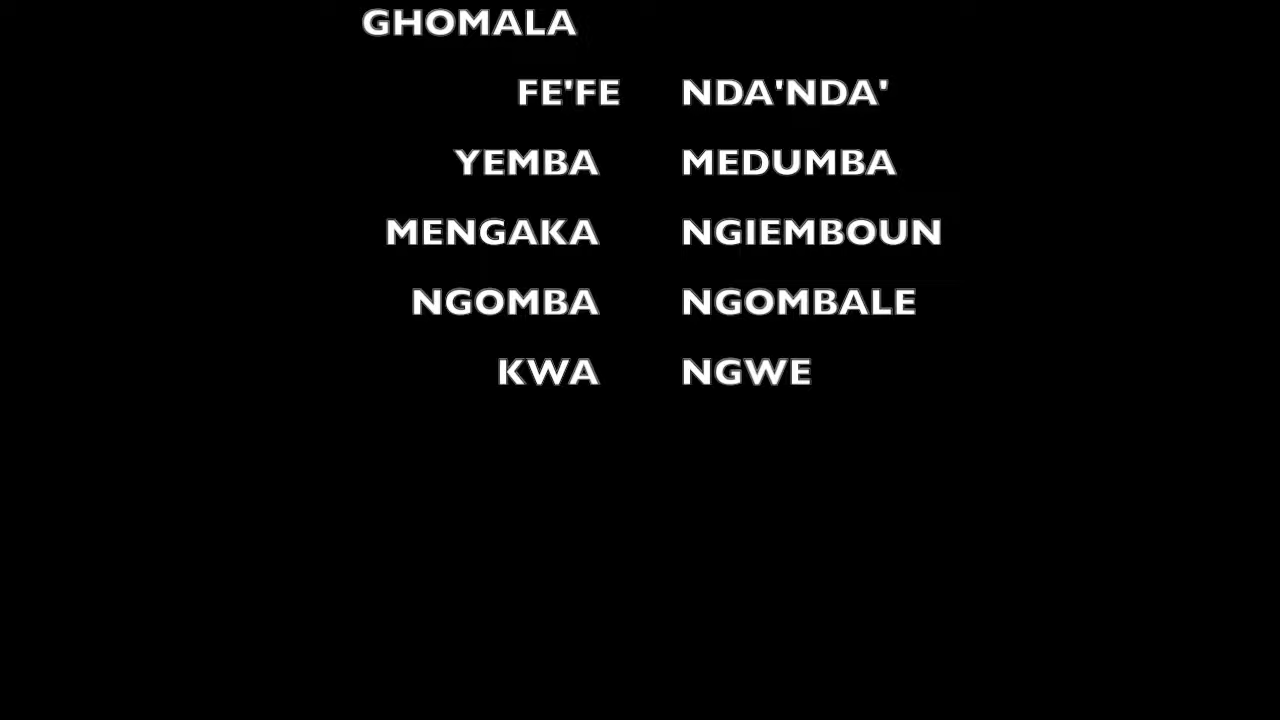 GHOMALA
FE'FE NDA'NDA'
YEMBA MEDUMBA
MENGAKA NGIEMBOUN
NGOMBA NGOMBALE
KWA NGWE